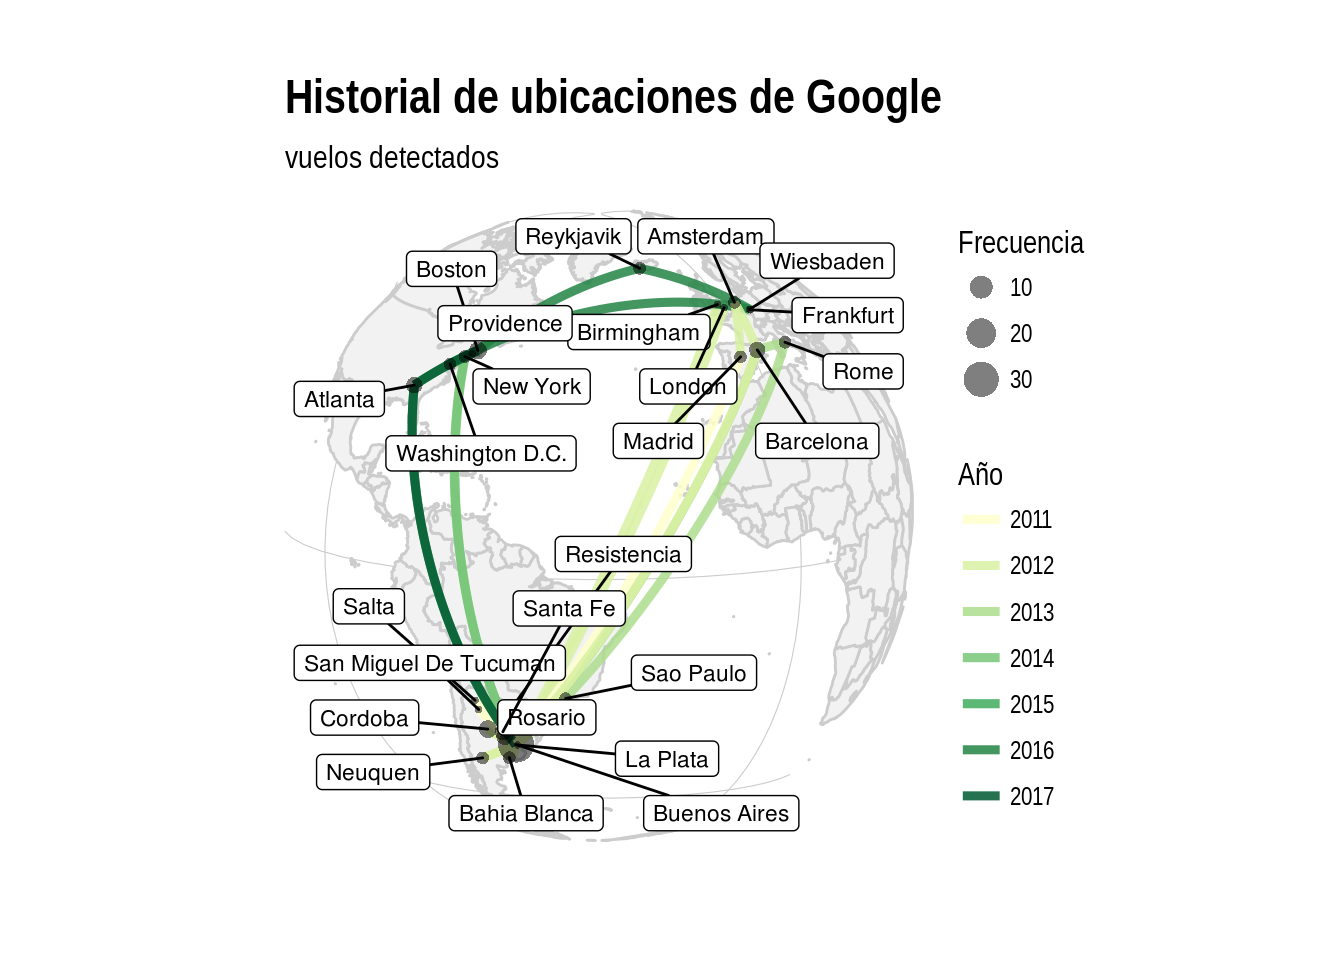 Historial de ubicaciones de Google
vuelos detectados
Reykjavik
Amsterdam
Wiesbaden
Boston
Providence
Birmingham
Frankfurt
Rome
Atlanta
New York
London
Washington D.C.
Madrid
Barcelona
Resistencia
Salta
Santa Fe
San Miguel De Tucuman
Sao Paulo
Cordoba
Rosario
Neuquen
La Plata
Bahia Blanca
Buenos Aires
Frecuencia
10
20
30
Año
2011
2012
2013
2014
2015
2016
2017